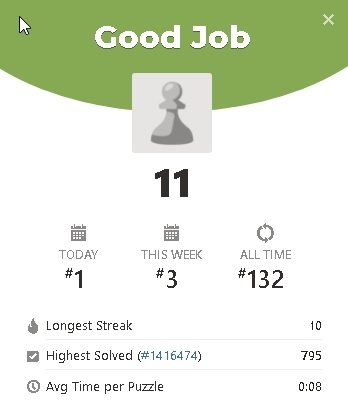 Good Job
11
TODAY THIS WEEK ALL TIME
#1 #3 #132
Longest Streak 10
Highest Solved (#1416474) 795
Avg Time per Puzzle 0:08